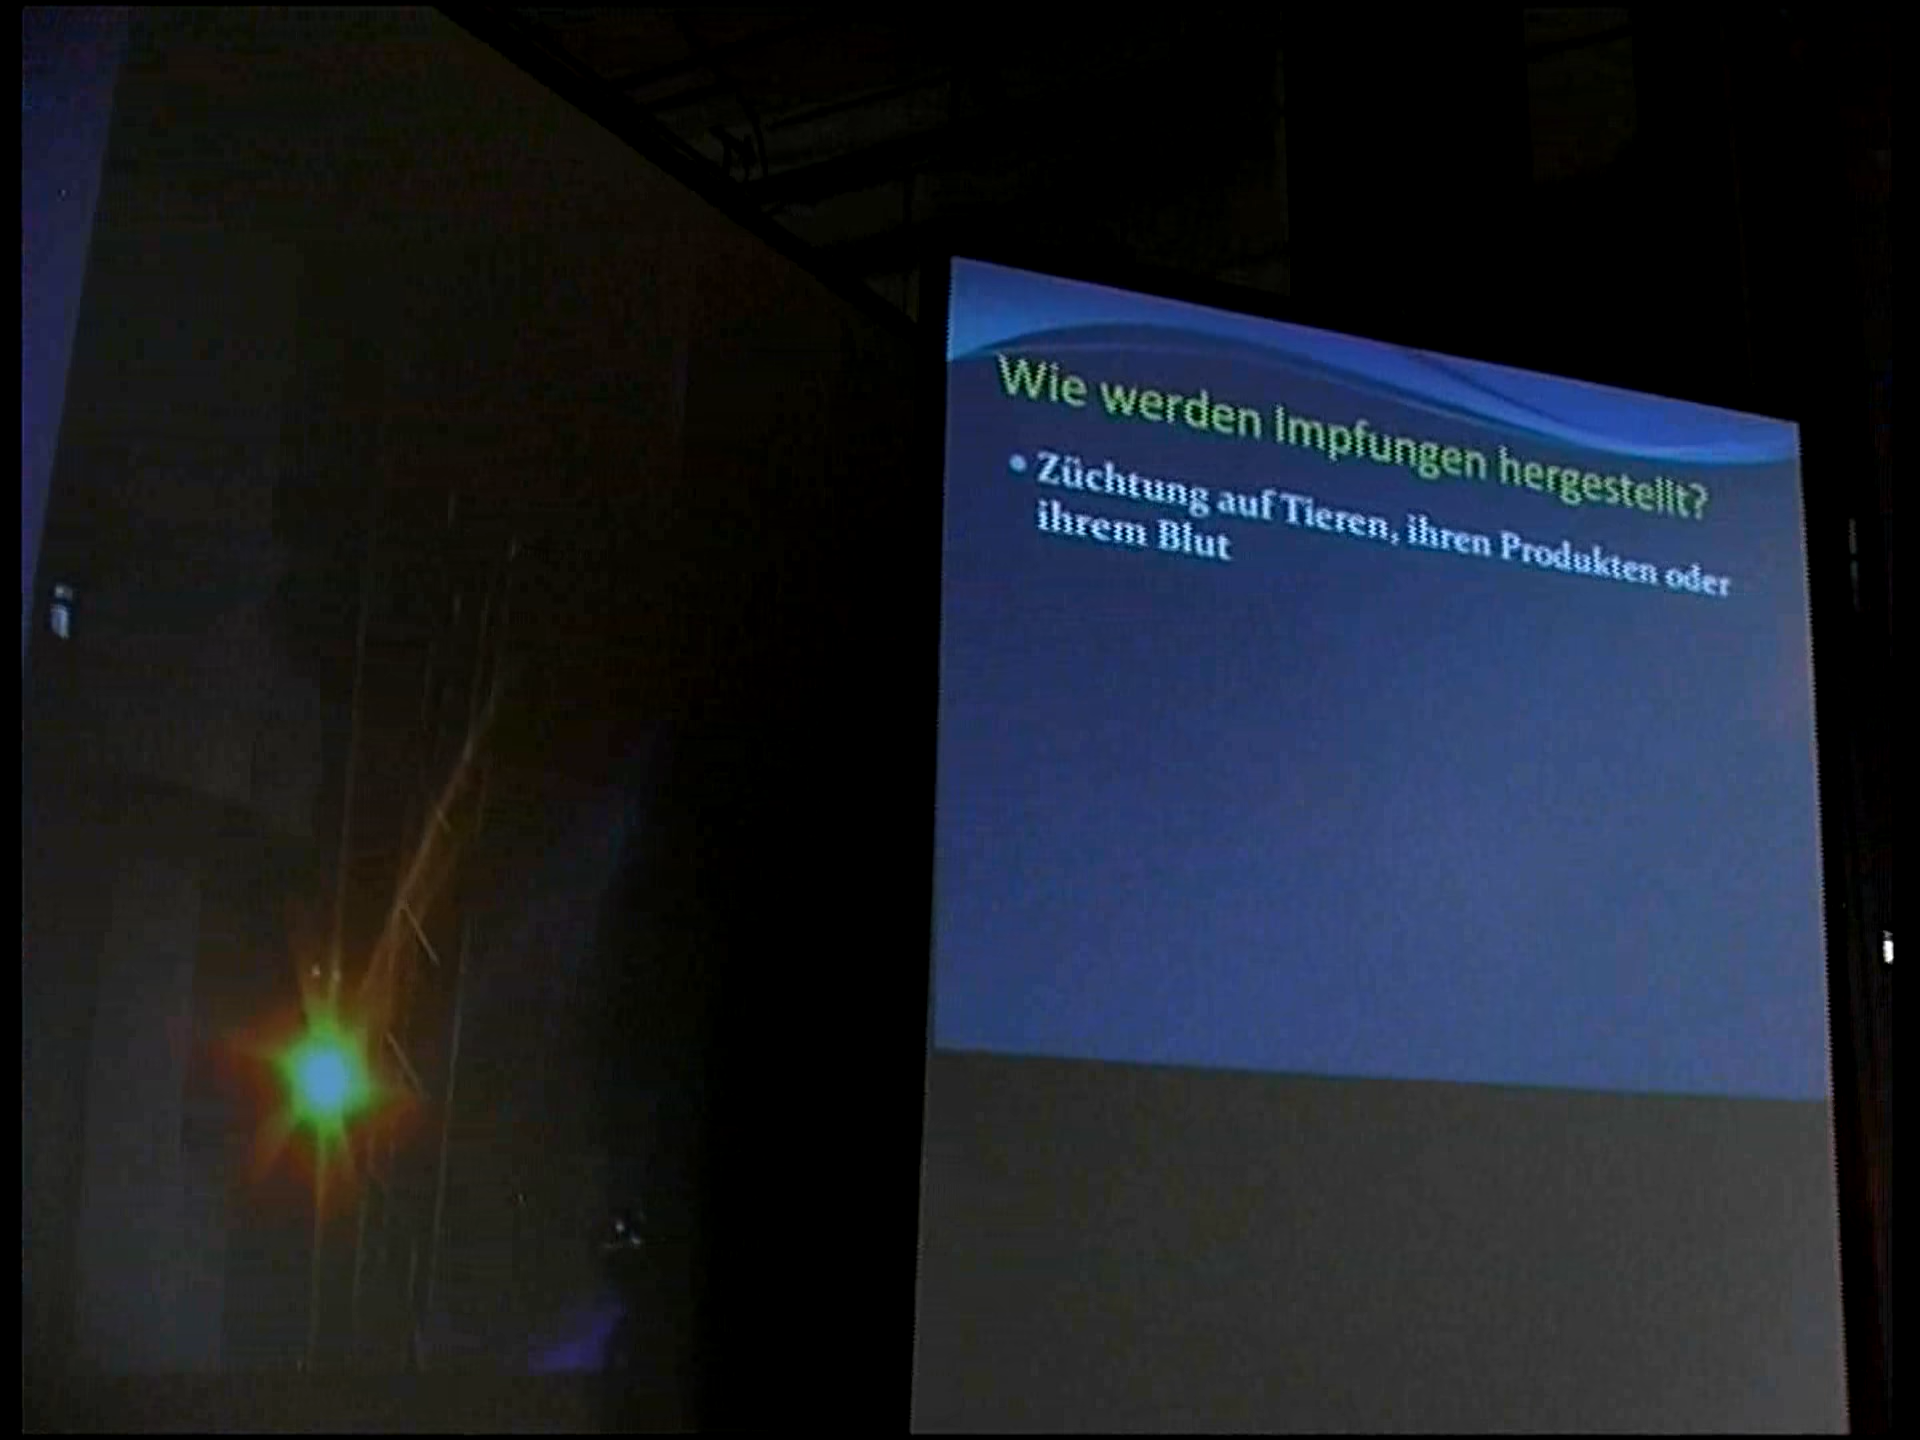 Wie werden Impfungen hergestellt?
• Züchtung auf Tieren, ihren Produkten oder
ihrem Blut